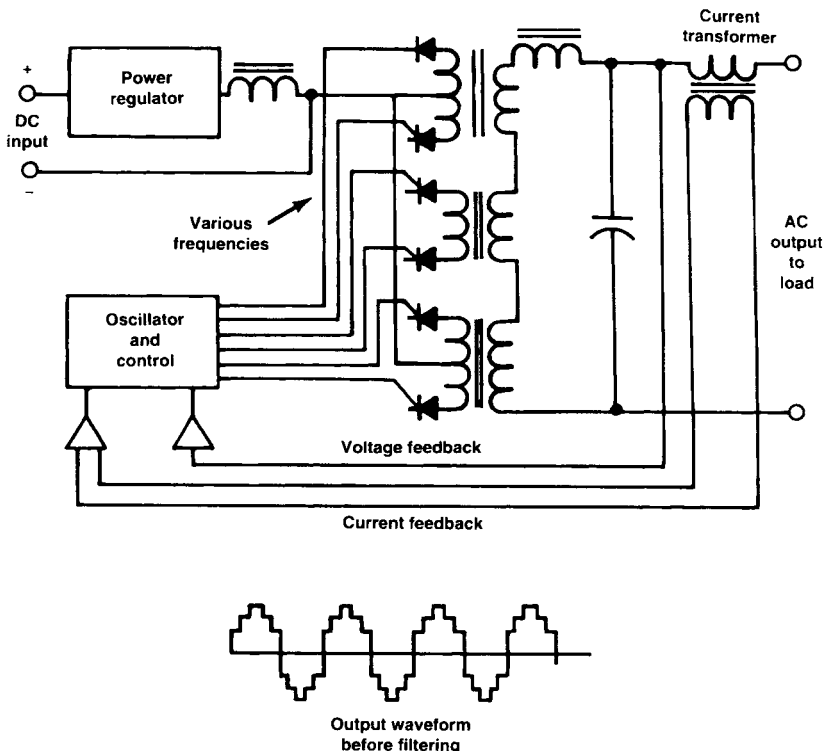 Current
transformer
+
Power
regulator
DC
input
−
Various
frequencies
AC
output
to
load
Oscillator
and
control
Voltage feedback
Current feedback
Output waveform
before filtering